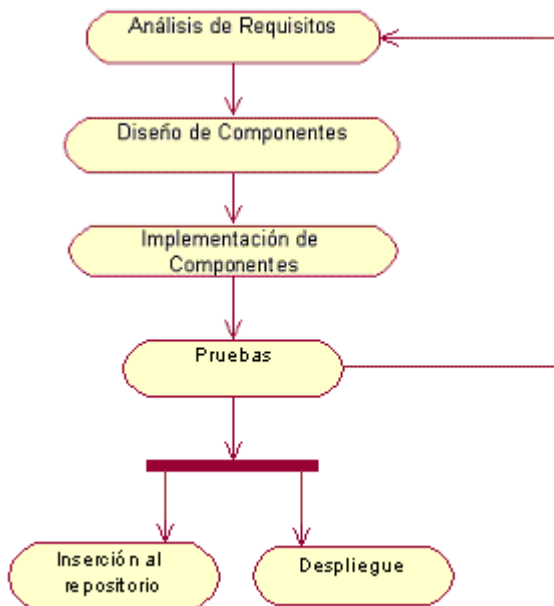 Análisis de Requisitos
Diseño de Componentes
Implementación de
Componentes
Pruebas
Inserción al
repositorio
Despliegue